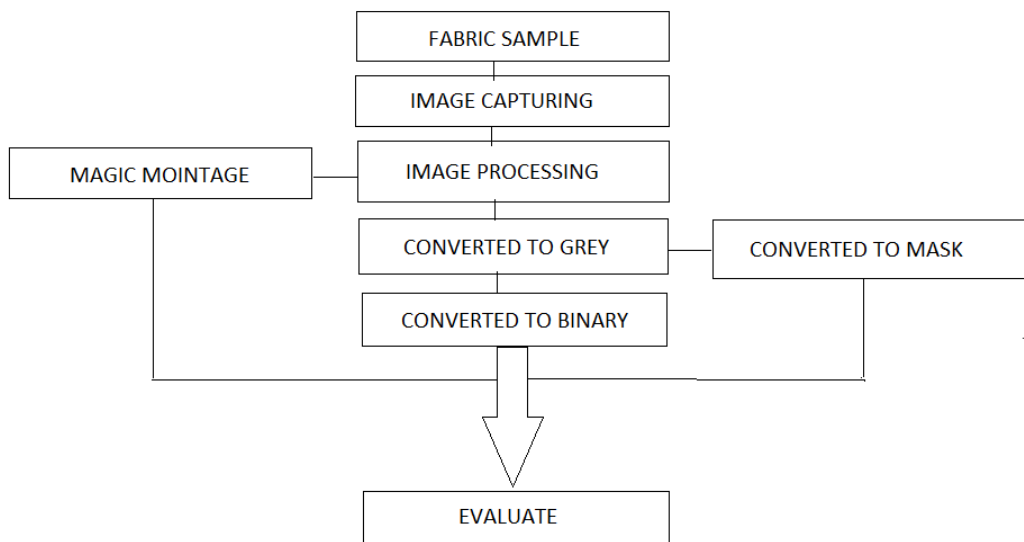 FABRIC SAMPLE
IMAGE CAPTURING
MAGIC MOINTAGE
IMAGE PROCESSING
CONVERTED TO GREY
CONVERTED TO MASK
CONVERTED TO BINARY
EVALUATE